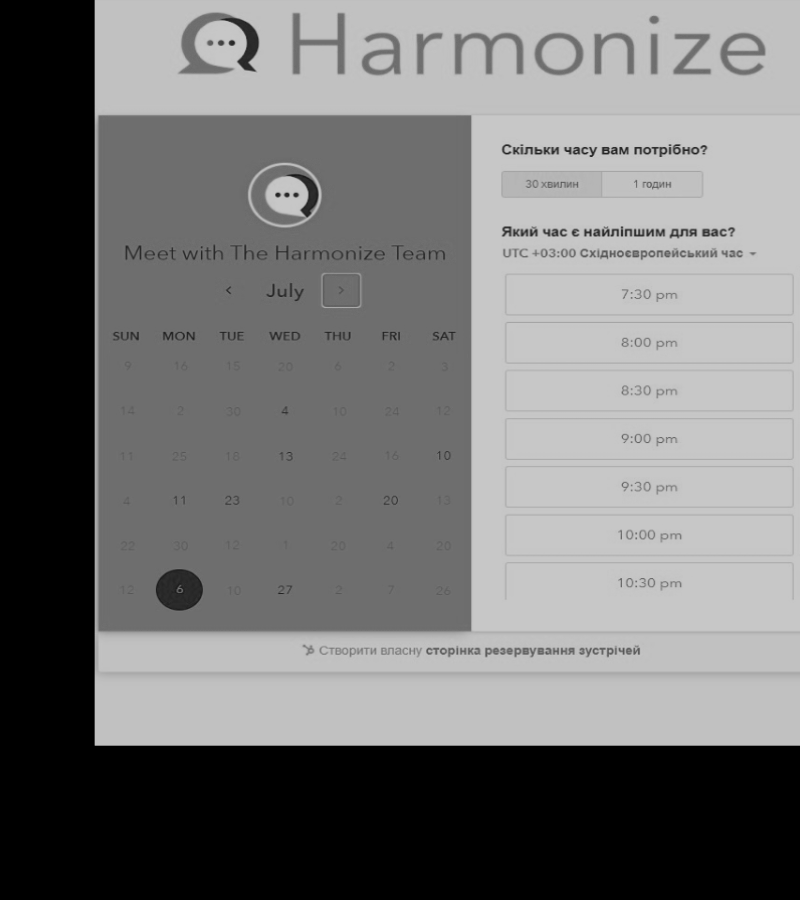 Harmonize
Meet with The Harmonize Team
‹ July ›
SUN MON TUE WED THU FRI SAT
9 16 15 20 6 2 3
14 2 30 4 10 24 12
11 25 18 13 24 16 10
4 11 23 10 2 20 13
22 30 12 1 20 4 20
12 6 10 27 2 7 26
Скільки часу вам потрібно?
30 хвилин 1 годин
Який час є найліпшим для вас?
UTC +03:00 Східноєвропейський час
7:30 pm
8:00 pm
8:30 pm
9:00 pm
9:30 pm
10:00 pm
10:30 pm
Створити власну сторінка резервування зустрічей